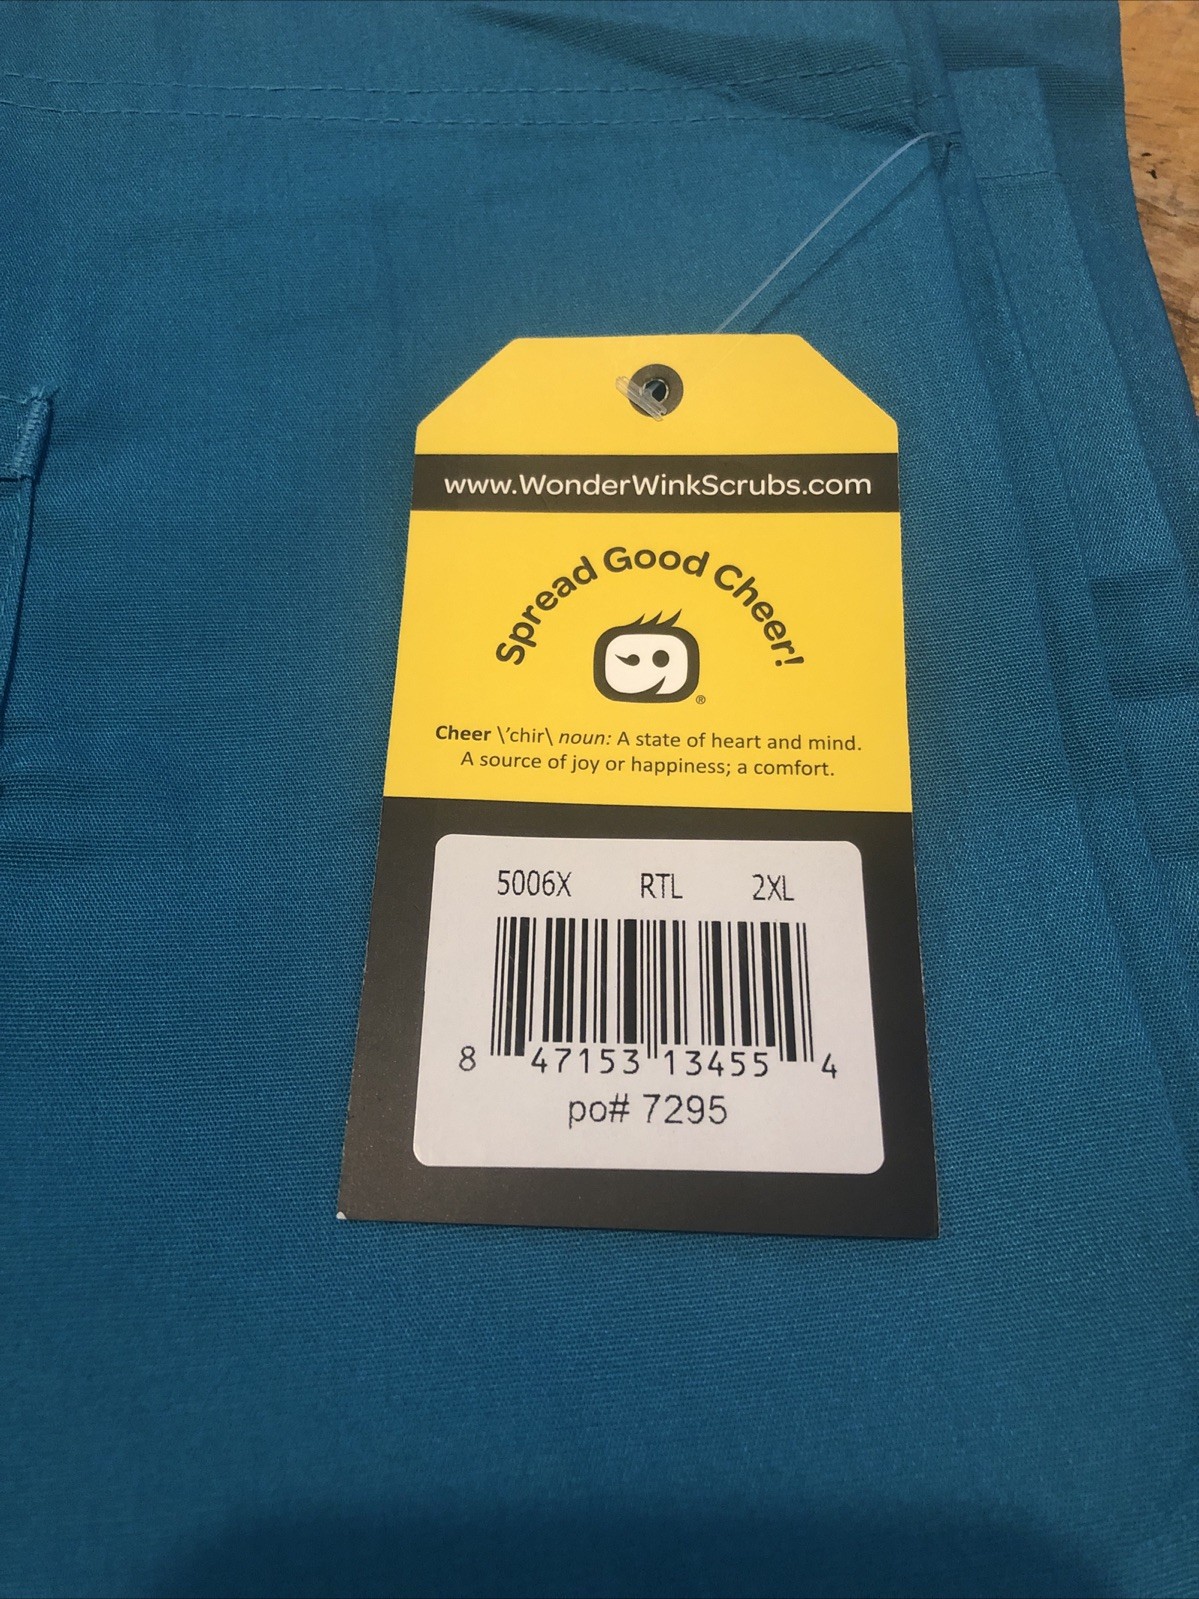 www.WonderWinkScrubs.com
Spread Good Cheer!
®
Cheer \'chir\ noun: A state of heart and mind.
A source of joy or happiness; a comfort.
5006X RTL 2XL
8 47153 13455 4
po# 7295